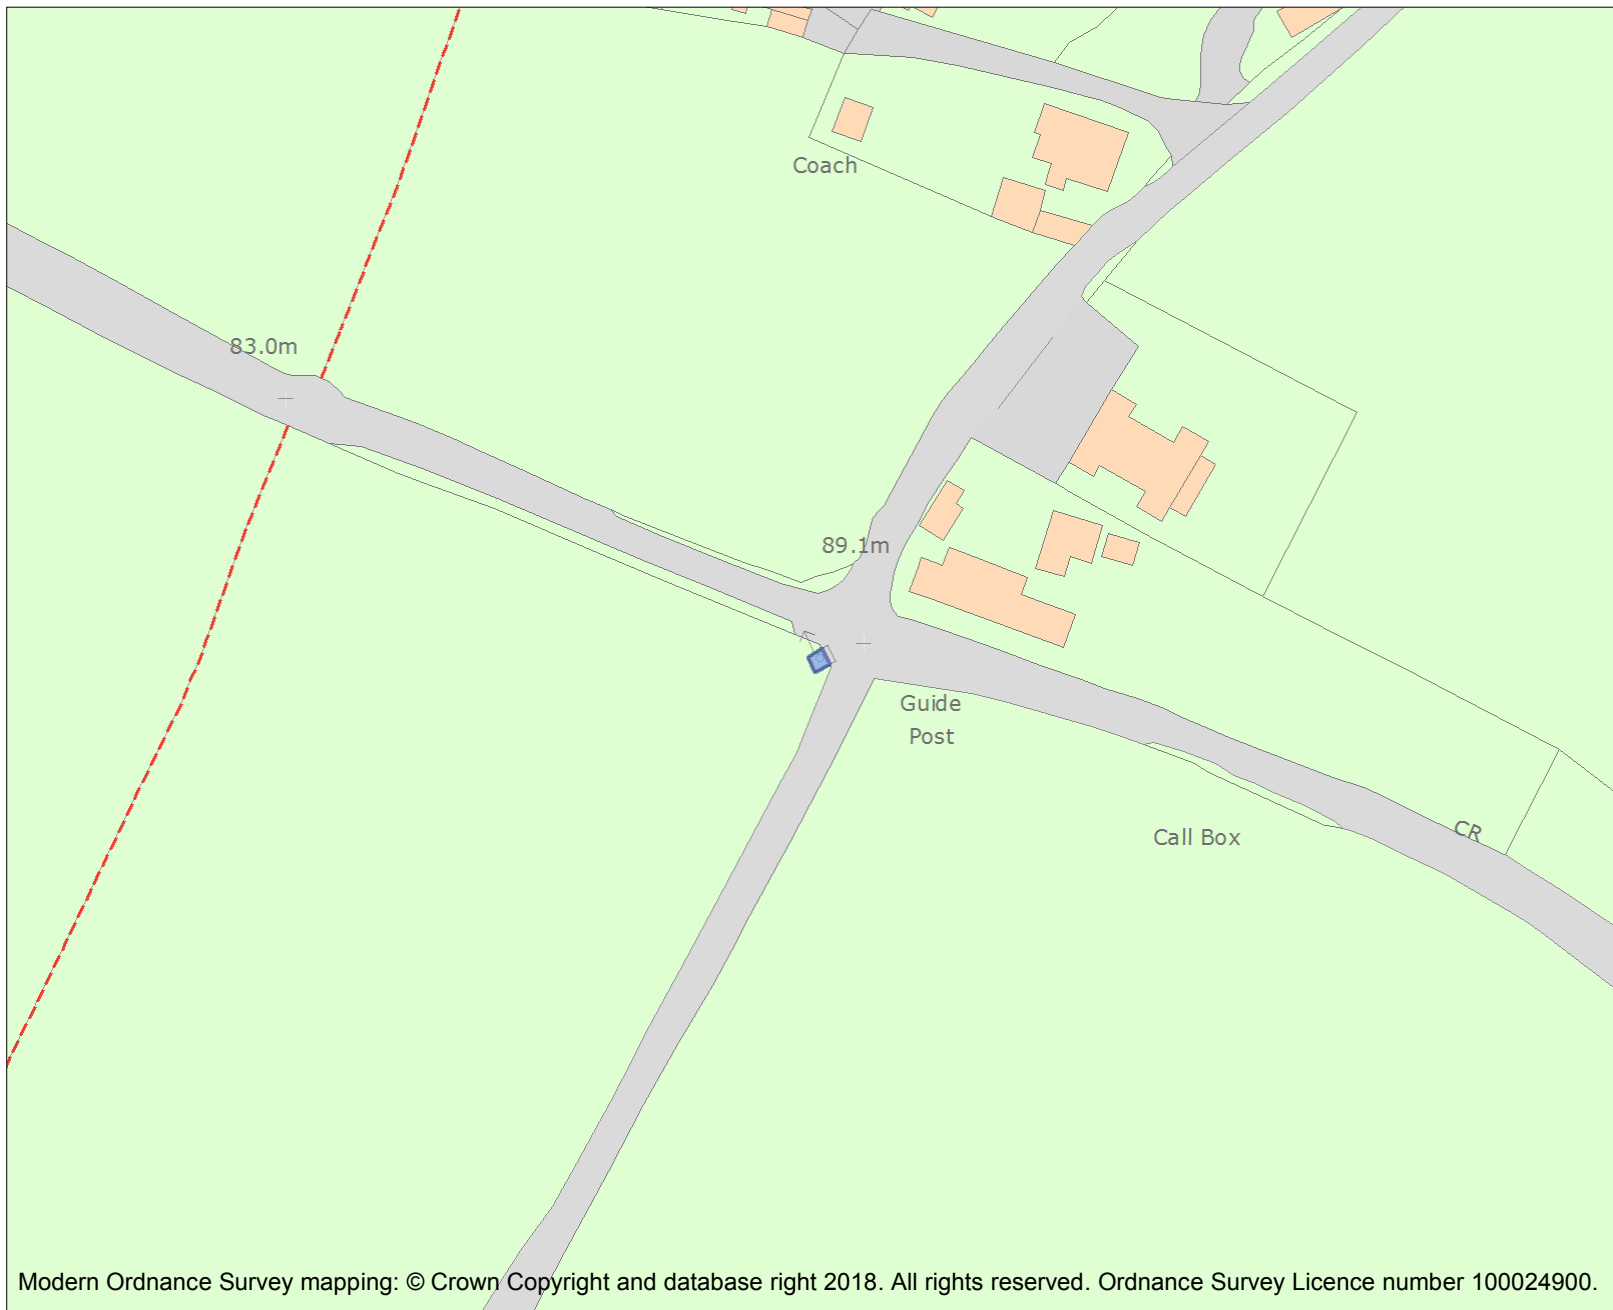 Coach
83.0m
89.1m
Guide
Post
CR
Call Box
Modern Ordnance Survey mapping: © Crown Copyright and database right 2018. All rights reserved. Ordnance Survey Licence number 100024900.